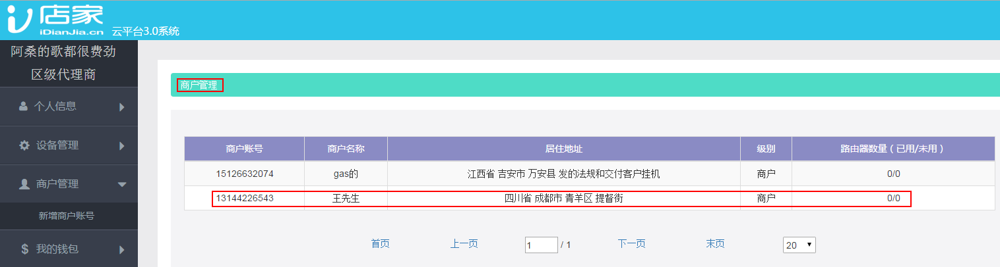 店家
iDianJia.cn 云平台3.0系统
阿桑的歌都很费劲
区级代理商
个人信息
设备管理
商户管理
新增商户账号
我的钱包
商户管理
商户账号 商户名称 居住地址 级别 路由器数量（已用/未用）
15126632074 gas的 江西省 吉安市 万安县 发的法规和交付客户挂机 商户 0/0
13144226543 王先生 四川省 成都市 青羊区 提督街 商户 0/0
首页 上一页 1 / 1 下一页 末页 20